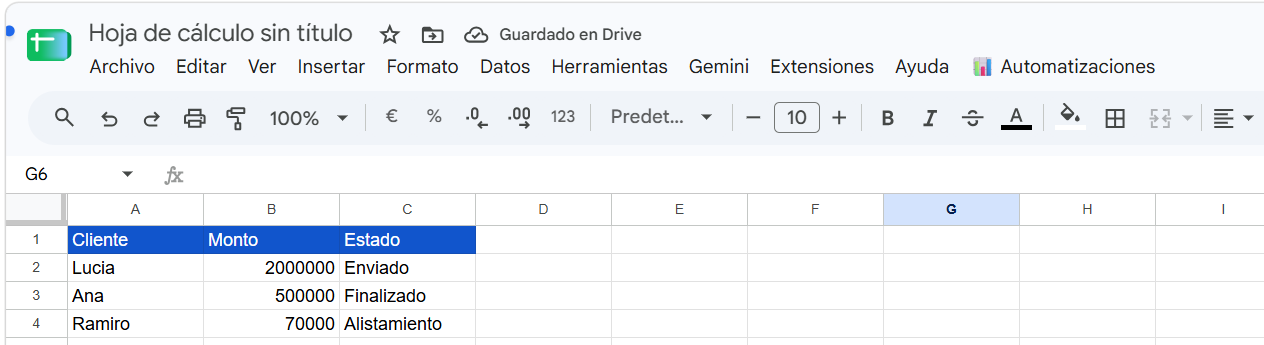 Hoja de cálculo sin título Guardado en Drive
Archivo Editar Ver Insertar Formato Datos Herramientas Gemini Extensiones Ayuda Automatizaciones
100% € % .0 .00 123 Predet... 10 B I S A
G6 fx
A B C D E F G H I
1 Cliente Monto Estado
2 Lucia 2000000 Enviado
3 Ana 500000 Finalizado
4 Ramiro 70000 Alistamiento